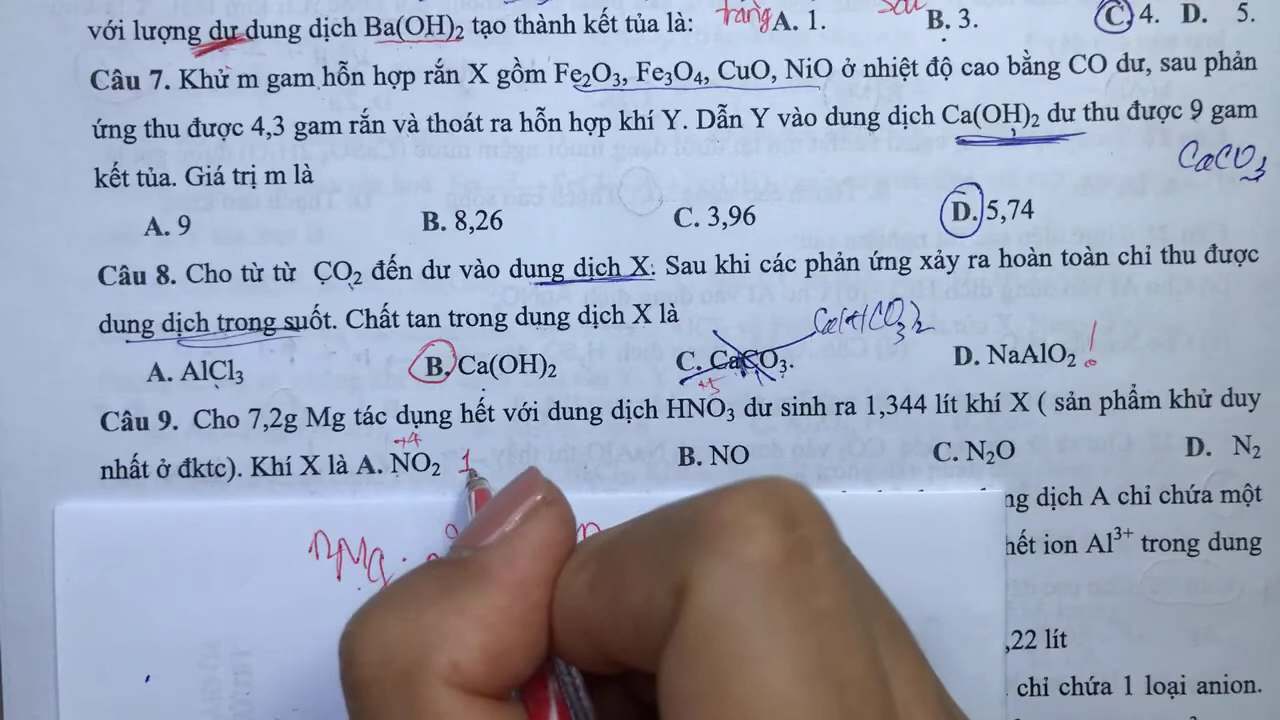 với lượng dư dung dịch Ba(OH)₂ tạo thành kết tủa là: A. 1. B. 3. C. 4. D. 5.
Câu 7. Khử m gam hỗn hợp rắn X gồm Fe₂O₃, Fe₃O₄, CuO, NiO ở nhiệt độ cao bằng CO dư, sau phản
ứng thu được 4,3 gam rắn và thoát ra hỗn hợp khí Y. Dẫn Y vào dung dịch Ca(OH)₂ dư thu được 9 gam
CaCO₃
kết tủa. Giá trị m là
A. 9 B. 8,26 C. 3,96 D. 5,74
Câu 8. Cho từ từ CO₂ đến dư vào dung dịch X. Sau khi các phản ứng xảy ra hoàn toàn chỉ thu được
dung dịch trong suốt. Chất tan trong dung dịch X là
Ca(HCO₃)₂
A. AlCl₃ B. Ca(OH)₂ C. CaCO₃. D. NaAlO₂ !
+5
Câu 9. Cho 7,2g Mg tác dụng hết với dung dịch HNO₃ dư sinh ra 1,344 lít khí X ( sản phẩm khử duy
+4
nhất ở đktc). Khí X là A. NO₂ 1 B. NO C. N₂O D. N₂
dịch A chỉ chứa một
nMg
hết ion Al³⁺ trong dung
,22 lít
chỉ chứa 1 loại anion.